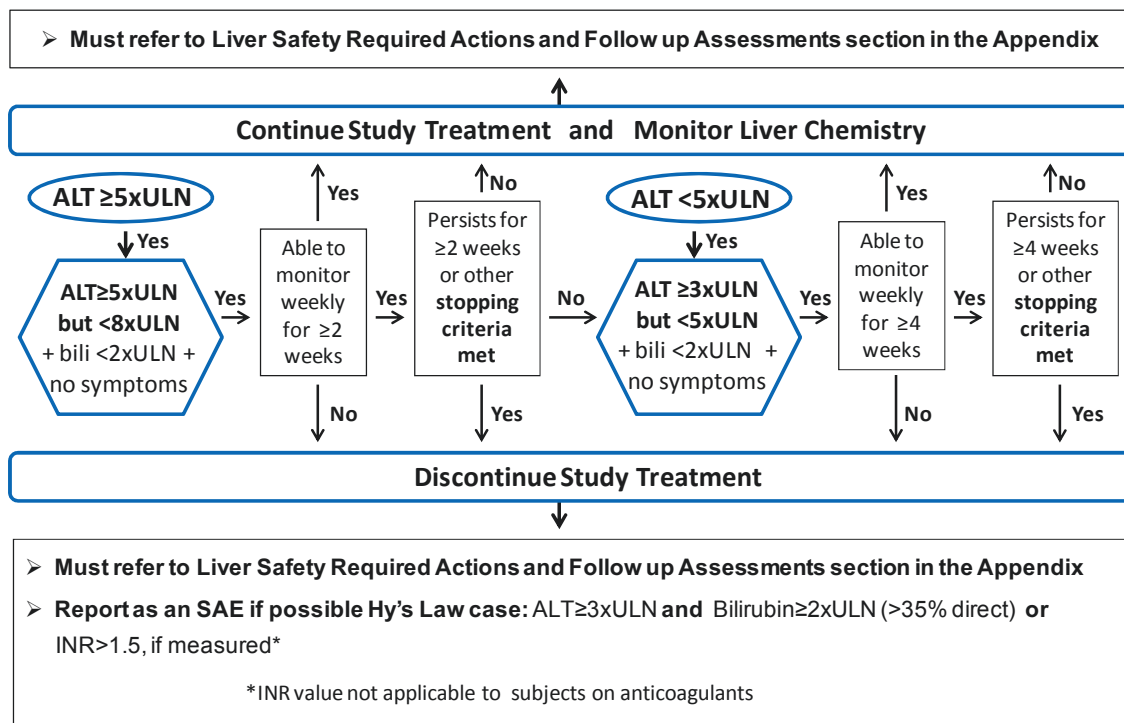 ➢ Must refer to Liver Safety Required Actions and Follow up Assessments section in the Appendix
Continue Study Treatment and Monitor Liver Chemistry
ALT ≥5xULN
Yes
ALT≥5xULN
but <8xULN
+ bili <2xULN +
no symptoms
Yes
Yes
Able to
monitor
weekly
for ≥2
weeks
No
Yes
No
Persists for
≥2 weeks
or other
stopping
criteria
met
Yes
No
ALT <5xULN
Yes
ALT ≥3xULN
but <5xULN
+ bili <2xULN +
no symptoms
Yes
Yes
Able to
monitor
weekly
for ≥4
weeks
No
Yes
No
Persists for
≥4 weeks
or other
stopping
criteria
met
Yes
Discontinue Study Treatment
➢ Must refer to Liver Safety Required Actions and Follow up Assessments section in the Appendix
➢ Report as an SAE if possible Hy's Law case: ALT≥3xULN and Bilirubin≥2xULN (>35% direct) or
INR>1.5, if measured*
*INR value not applicable to subjects on anticoagulants